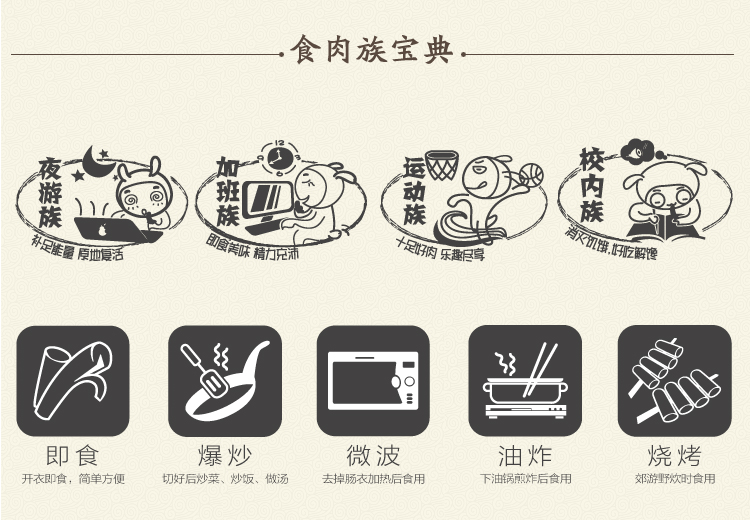 ·食肉族宝典·
夜游族
补足能量 原地复活
加班族
即食美味 精力充沛
12
运动族
十足好肉 乐趣尽享
校内族
消灭饥饿,好吃解馋
即食
开衣即食，简单方便
爆炒
切好后炒菜、炒饭、做汤
微波
去掉肠衣加热后食用
油炸
下油锅煎炸后食用
烧烤
郊游野炊时食用